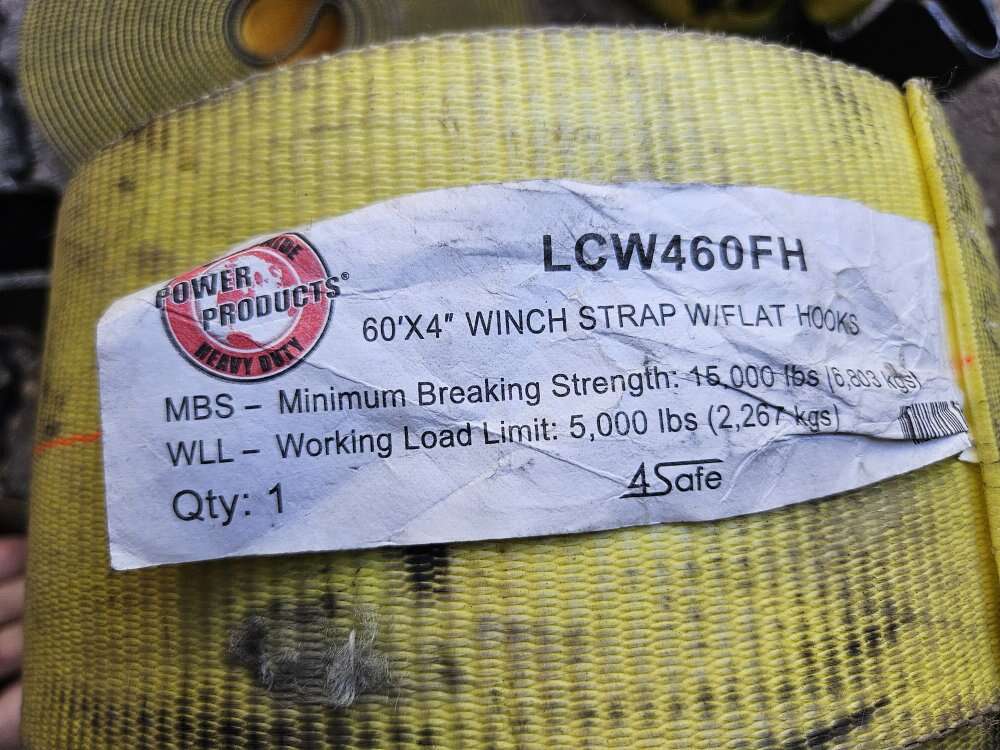 LCW460FH
POWER
PRODUCTS®
HEAVY DUTY
60'X4" WINCH STRAP W/FLAT HOOKS
MBS – Minimum Breaking Strength: 15,000 lbs (6,803 kgs)
WLL – Working Load Limit: 5,000 lbs (2,267 kgs)
Qty: 1
4Safe